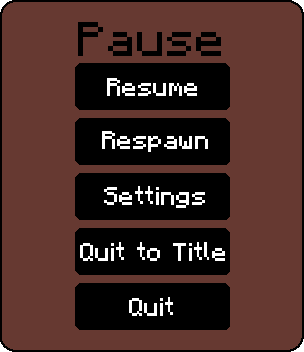 Pause
Resume
Respawn
Settings
Quit to Title
Quit